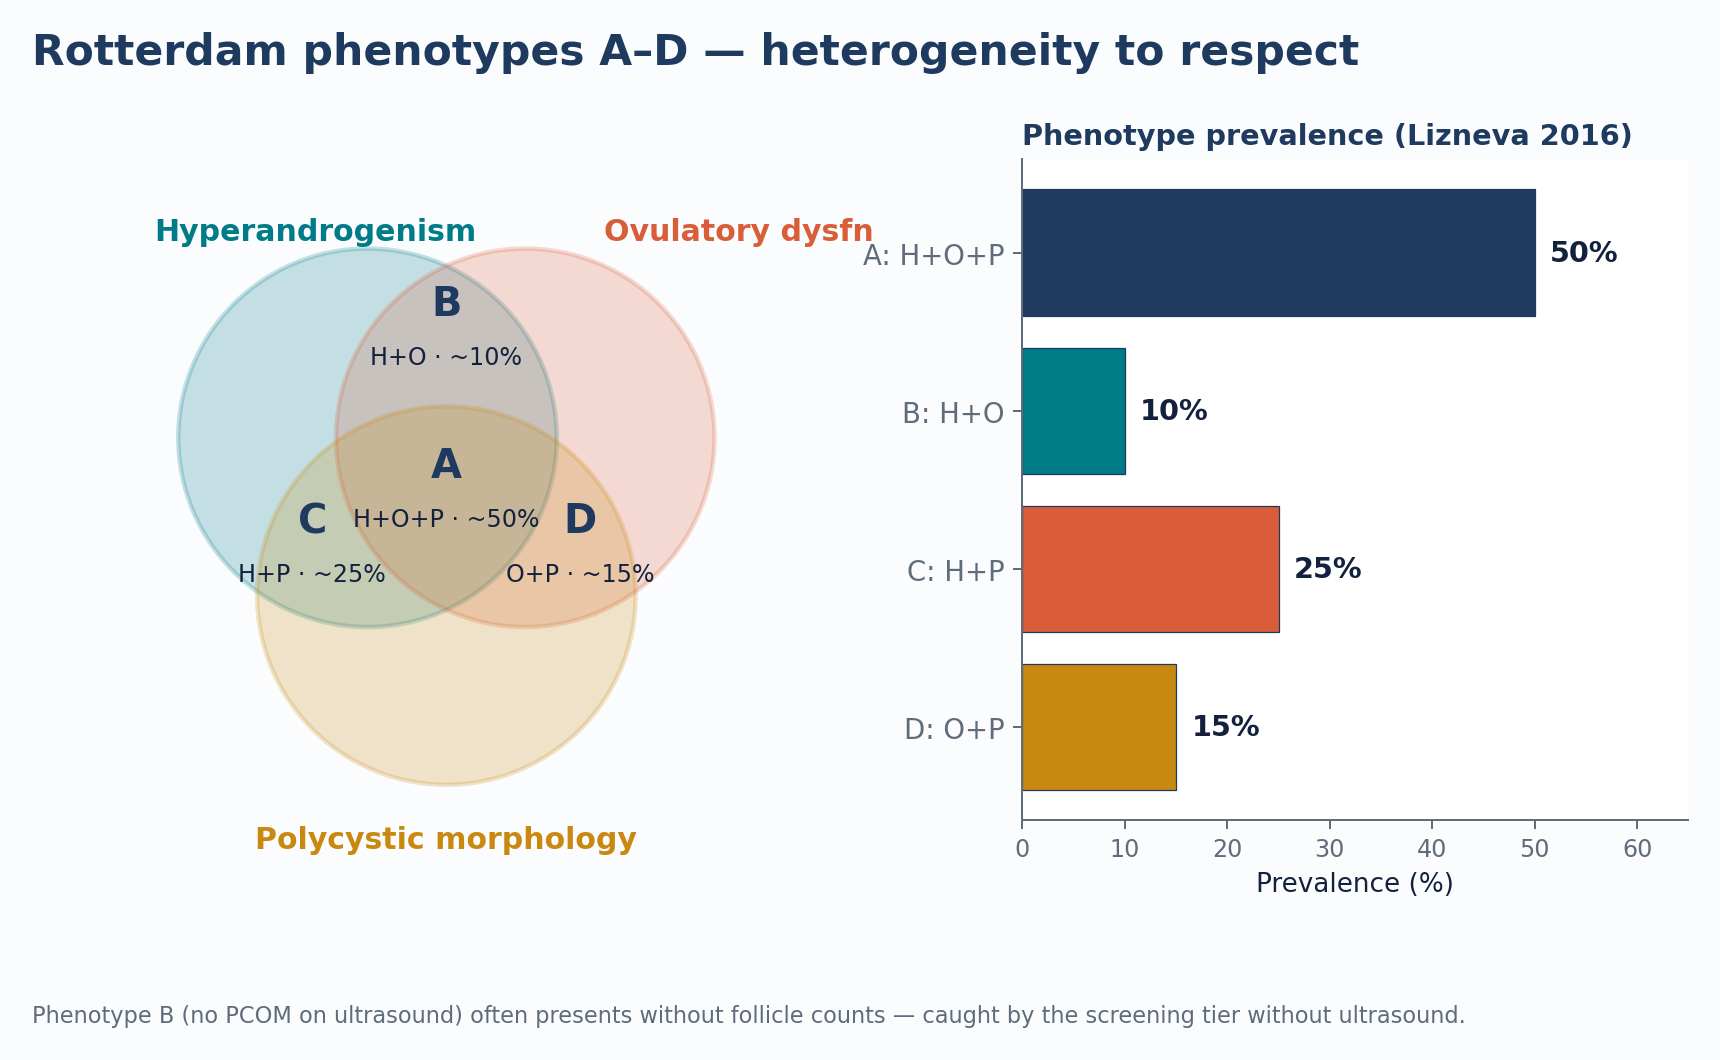 Rotterdam phenotypes A–D — heterogeneity to respect
Hyperandrogenism
Ovulatory dysfn
B
H+O · ~10%
A
H+O+P · ~50%
C
H+P · ~25%
D
O+P · ~15%
Polycystic morphology
Phenotype prevalence (Lizneva 2016)
A: H+O+P
50%
B: H+O
10%
C: H+P
25%
D: O+P
15%
0 10 20 30 40 50 60
Prevalence (%)
Phenotype B (no PCOM on ultrasound) often presents without follicle counts — caught by the screening tier without ultrasound.